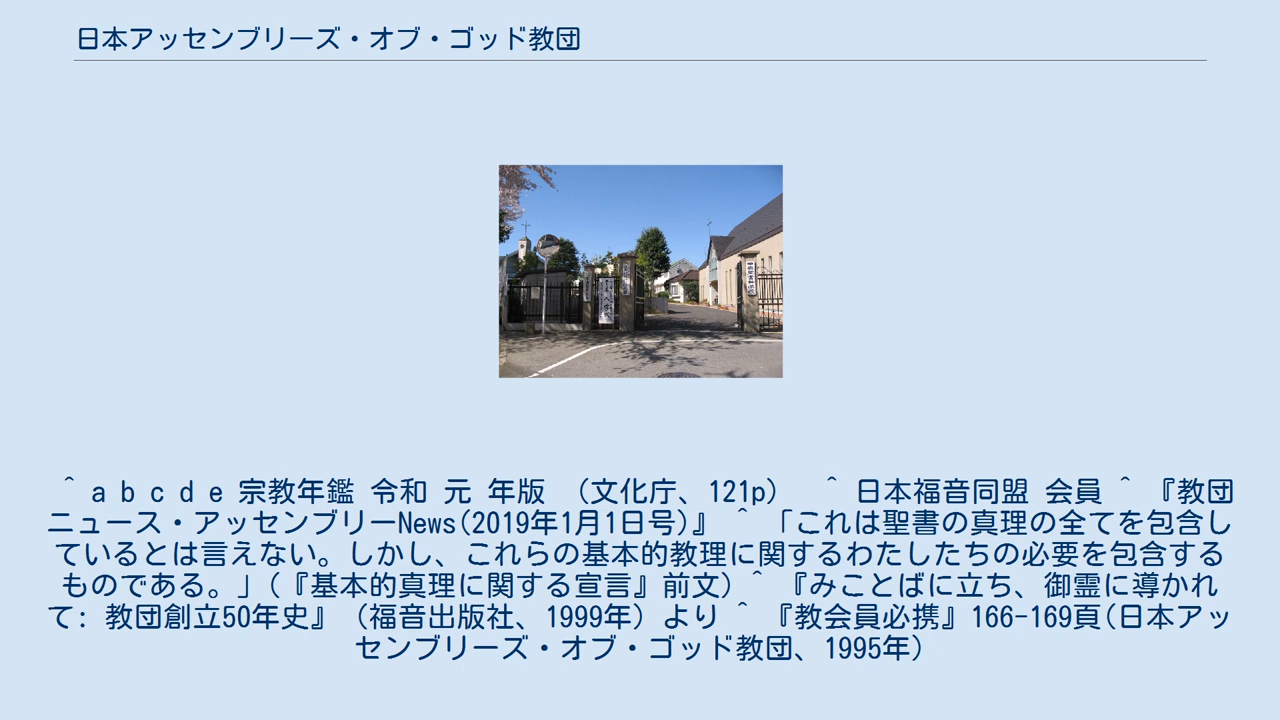 日本アッセンブリーズ・オブ・ゴッド教団
^ a b c d e 宗教年鑑 令和 元 年版 （文化庁、121p） ^ 日本福音同盟 会員 ^ 『教団
ニュース・アッセンブリーNews(2019年1月1日号)』 ^ 「これは聖書の真理の全てを包含し
ているとは言えない。しかし、これらの基本的教理に関するわたしたちの必要を包含する
ものである。」(『基本的真理に関する宣言』前文) ^ 『みことばに立ち、御霊に導かれ
て: 教団創立50年史』（福音出版社、1999年）より ^ 『教会員必携』166-169頁(日本アッ
センブリーズ・オブ・ゴッド教団、1995年)